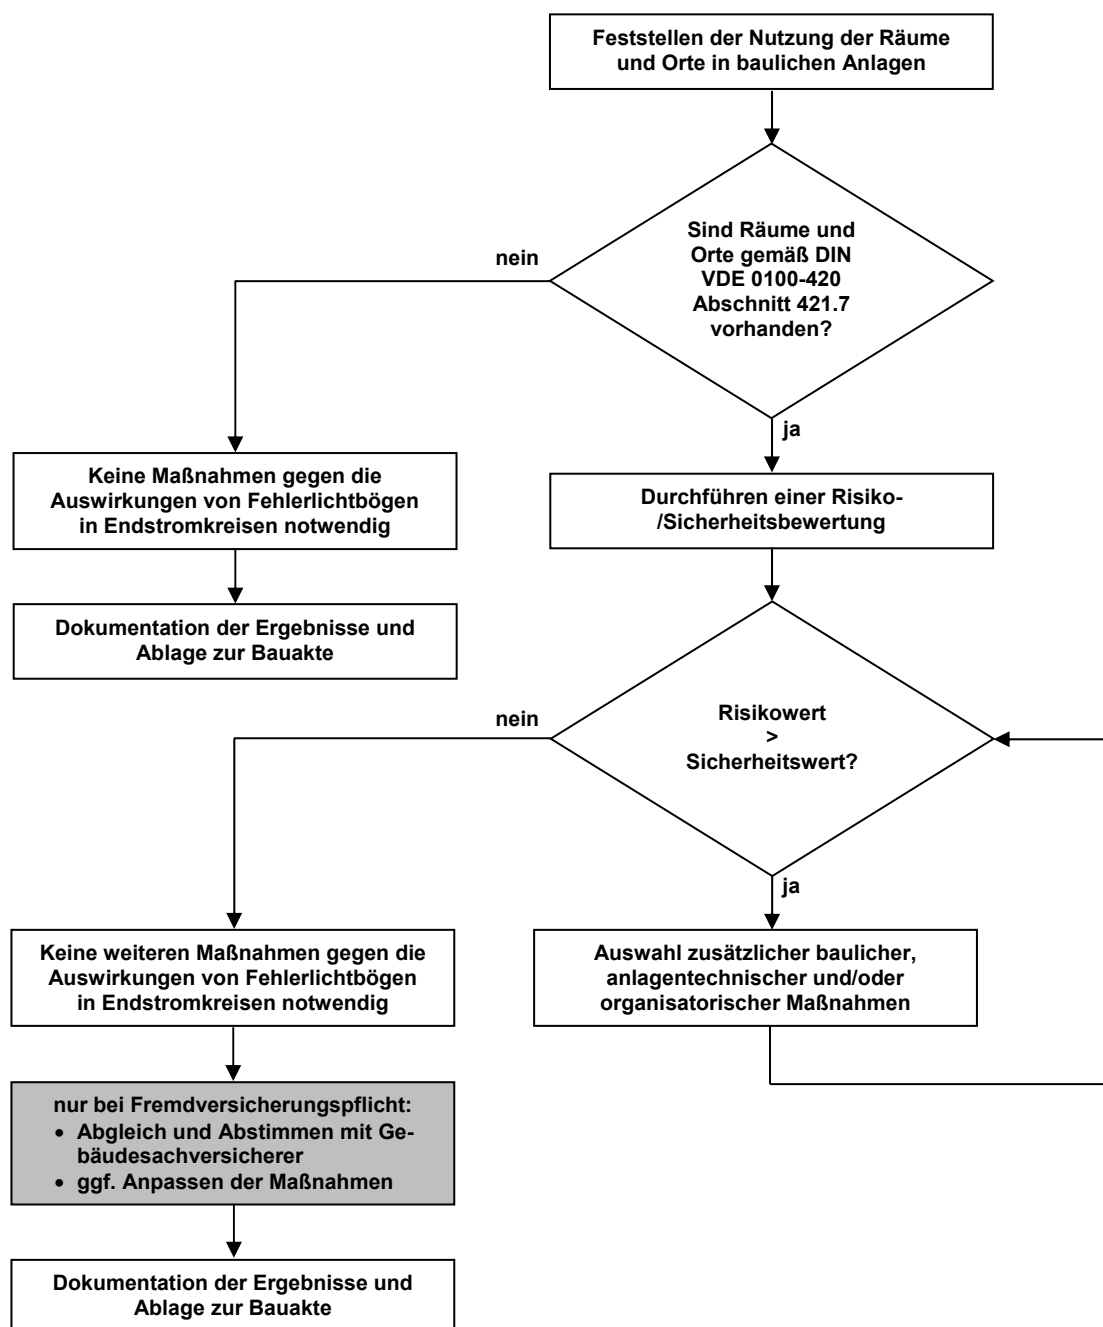 Feststellen der Nutzung der Räume
und Orte in baulichen Anlagen
Sind Räume und
Orte gemäß DIN
VDE 0100-420
Abschnitt 421.7
vorhanden?
nein
ja
Keine Maßnahmen gegen die
Auswirkungen von Fehlerlichtbögen
in Endstromkreisen notwendig
Durchführen einer Risiko-
/Sicherheitsbewertung
Dokumentation der Ergebnisse und
Ablage zur Bauakte
Risikowert
>
Sicherheitswert?
nein
ja
Keine weiteren Maßnahmen gegen die
Auswirkungen von Fehlerlichtbögen
in Endstromkreisen notwendig
Auswahl zusätzlicher baulicher,
anlagentechnischer und/oder
organisatorischer Maßnahmen
nur bei Fremdversicherungspflicht:
• Abgleich und Abstimmen mit Ge-
bäudesachversicherer
• ggf. Anpassen der Maßnahmen
Dokumentation der Ergebnisse und
Ablage zur Bauakte